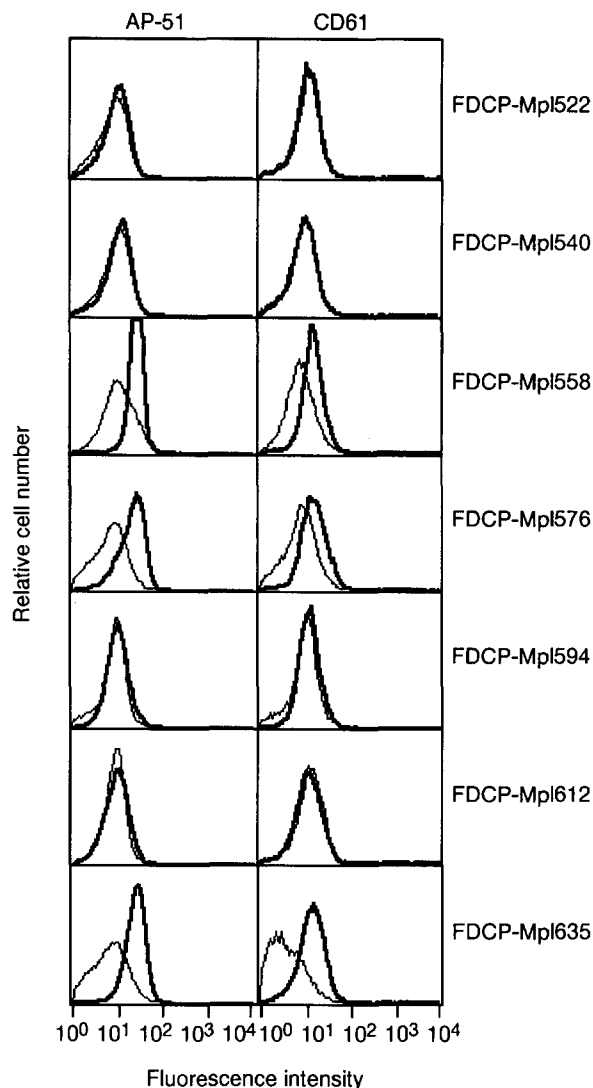 AP-51 CD61
FDCP-Mpl522
FDCP-Mpl540
FDCP-Mpl558
FDCP-Mpl576
FDCP-Mpl594
FDCP-Mpl612
FDCP-Mpl635
Relative cell number
10⁰ 10¹ 10² 10³ 10⁴ 10⁰ 10¹ 10² 10³ 10⁴
Fluorescence intensity